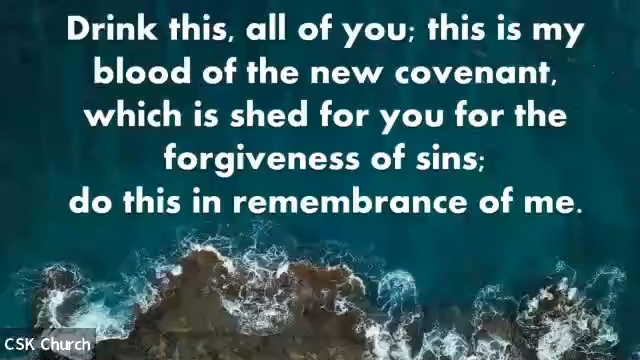 Drink this, all of you; this is my
blood of the new covenant,
which is shed for you for the
forgiveness of sins;
do this in remembrance of me.
CSK Church